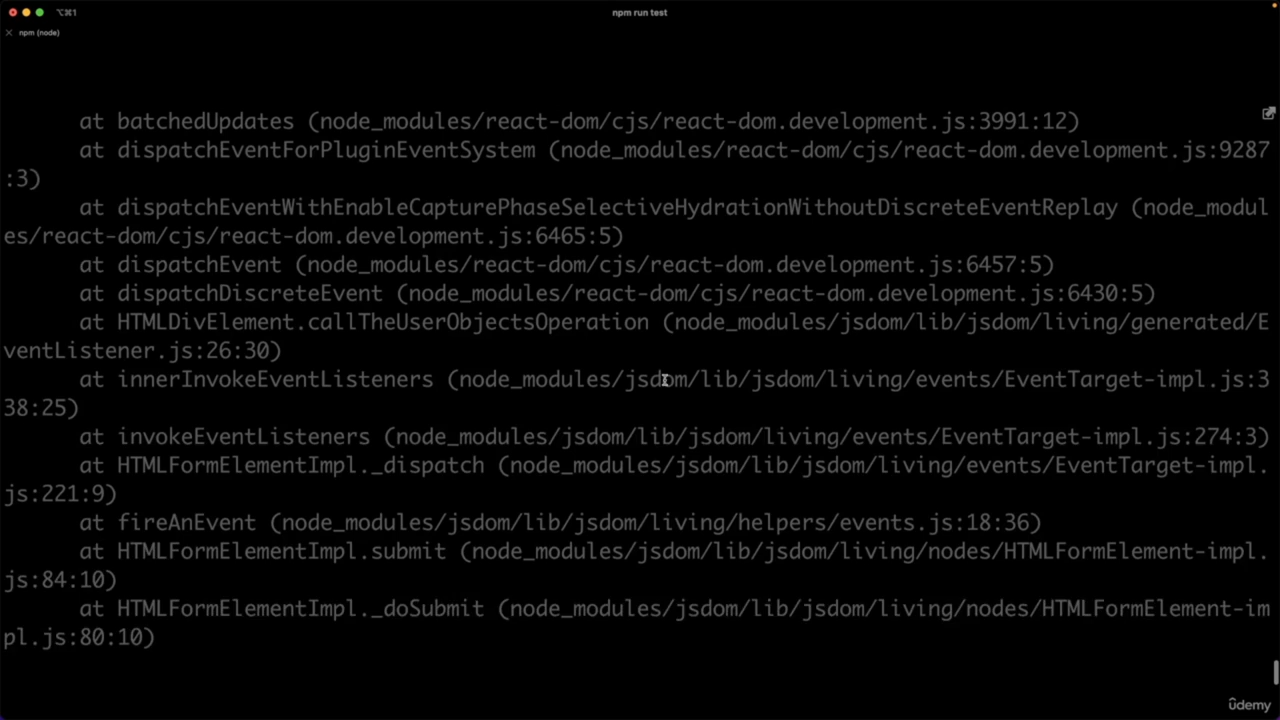 ⌥⌘1
npm run test
npm (node)
at batchedUpdates (node_modules/react-dom/cjs/react-dom.development.js:3991:12)
at dispatchEventForPluginEventSystem (node_modules/react-dom/cjs/react-dom.development.js:9287
:3)
at dispatchEventWithEnableCapturePhaseSelectiveHydrationWithoutDiscreteEventReplay (node_modul
es/react-dom/cjs/react-dom.development.js:6465:5)
at dispatchEvent (node_modules/react-dom/cjs/react-dom.development.js:6457:5)
at dispatchDiscreteEvent (node_modules/react-dom/cjs/react-dom.development.js:6430:5)
at HTMLDivElement.callTheUserObjectsOperation (node_modules/jsdom/lib/jsdom/living/generated/E
ventListener.js:26:30)
at innerInvokeEventListeners (node_modules/jsdom/lib/jsdom/living/events/EventTarget-impl.js:3
38:25)
at invokeEventListeners (node_modules/jsdom/lib/jsdom/living/events/EventTarget-impl.js:274:3)
at HTMLFormElementImpl._dispatch (node_modules/jsdom/lib/jsdom/living/events/EventTarget-impl.
js:221:9)
at fireAnEvent (node_modules/jsdom/lib/jsdom/living/helpers/events.js:18:36)
at HTMLFormElementImpl.submit (node_modules/jsdom/lib/jsdom/living/nodes/HTMLFormElement-impl.
js:84:10)
at HTMLFormElementImpl._doSubmit (node_modules/jsdom/lib/jsdom/living/nodes/HTMLFormElement-im
pl.js:80:10)
ûdemy